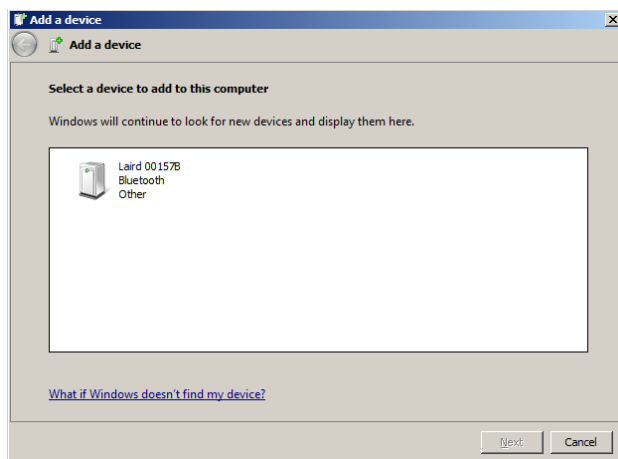 Add a device
Add a device
Select a device to add to this computer
Windows will continue to look for new devices and display them here.
Laird 00157B
Bluetooth
Other
What if Windows doesn't find my device?
Next
Cancel